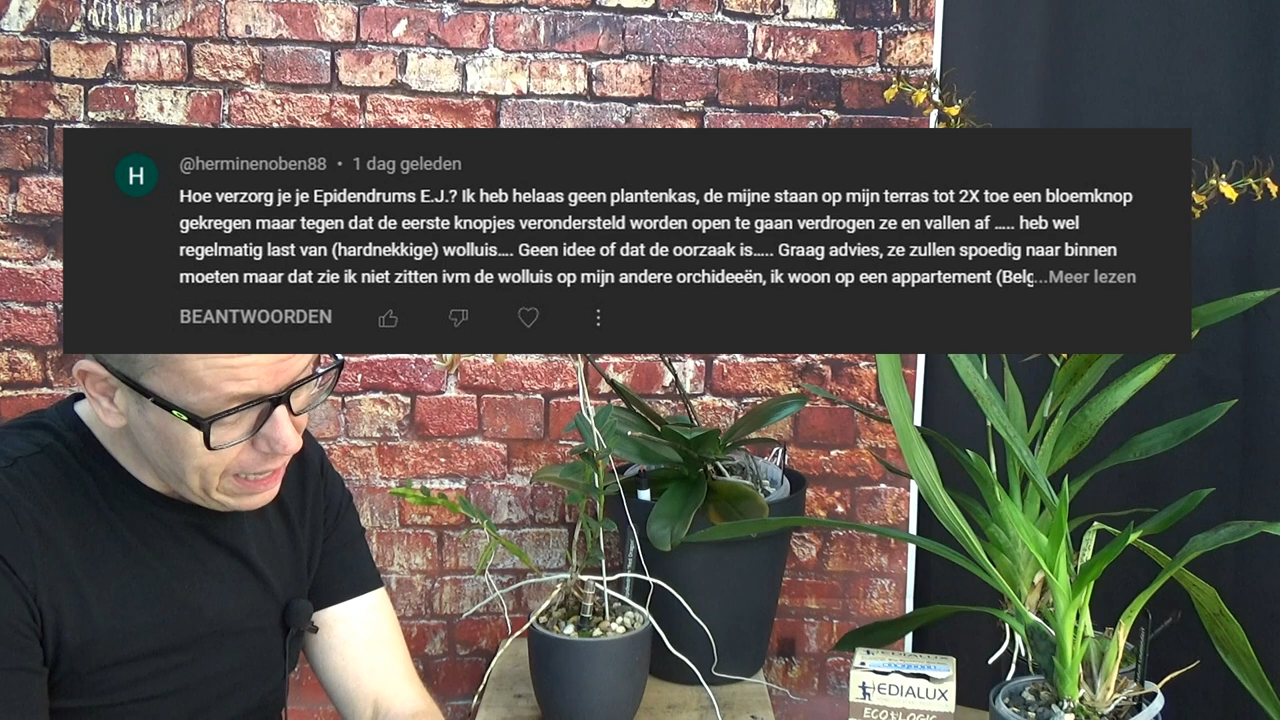 H
@herminenoben88 • 1 dag geleden
Hoe verzorg je je Epidendrums E.J.? Ik heb helaas geen plantenkas, de mijne staan op mijn terras tot 2X toe een bloemknop
gekregen maar tegen dat de eerste knopjes verondersteld worden open te gaan verdrogen ze en vallen af ..... heb wel
regelmatig last van (hardnekkige) wolluis.... Geen idee of dat de oorzaak is..... Graag advies, ze zullen spoedig naar binnen
moeten maar dat zie ik niet zitten ivm de wolluis op mijn andere orchideeën, ik woon op een appartement (Belg...Meer lezen
BEANTWOORDEN
EDIALUX
ECO-LOGIC